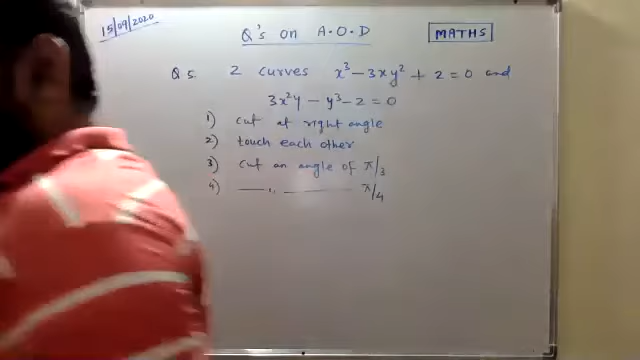 15/09/2020
Q's on A.O.D
MATHS
Q 5. 2 curves x³ - 3xy² + 2 = 0 and
3x²y - y³ - 2 = 0
1) cut at right angle
2) touch each other
3) cut an angle of π/3
4) —— ,, ———— π/4